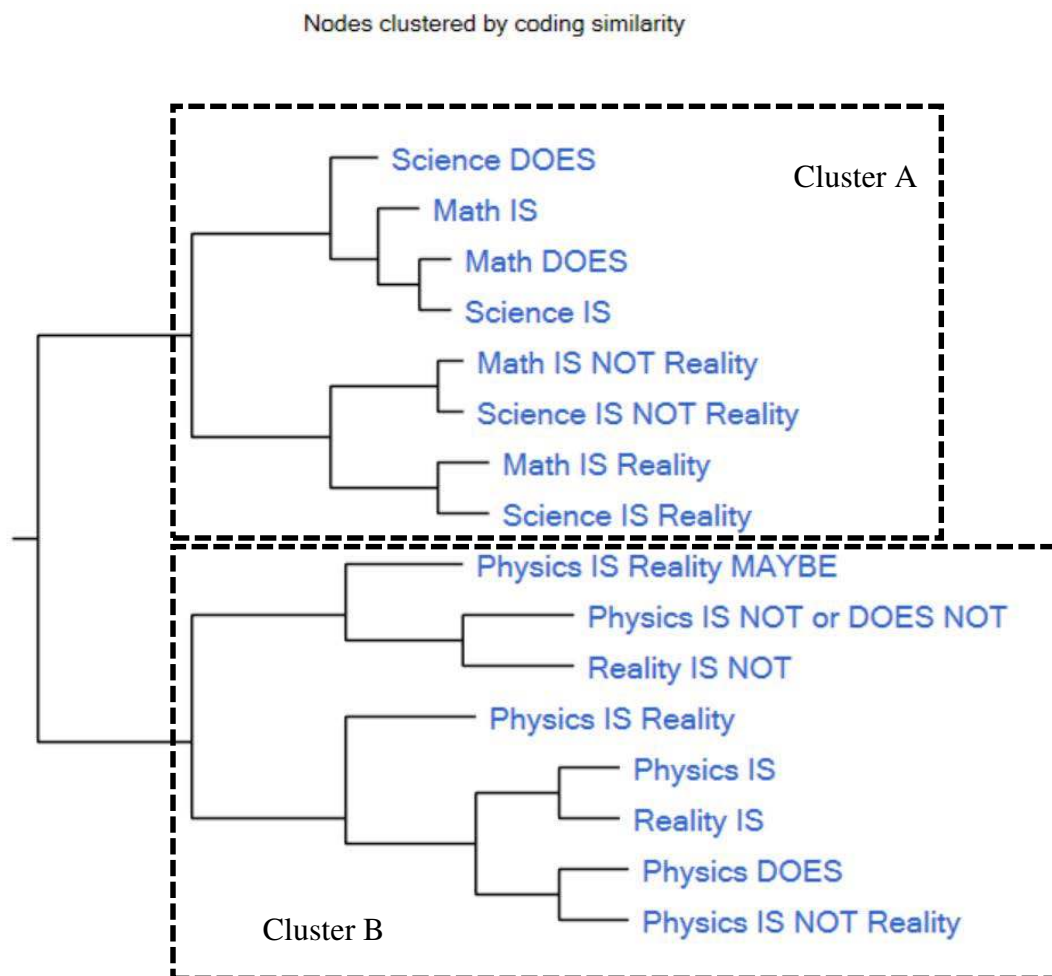 Nodes clustered by coding similarity
Science DOES
Cluster A
Math IS
Math DOES
Science IS
Math IS NOT Reality
Science IS NOT Reality
Math IS Reality
Science IS Reality
Physics IS Reality MAYBE
Physics IS NOT or DOES NOT
Reality IS NOT
Physics IS Reality
Physics IS
Reality IS
Physics DOES
Physics IS NOT Reality
Cluster B